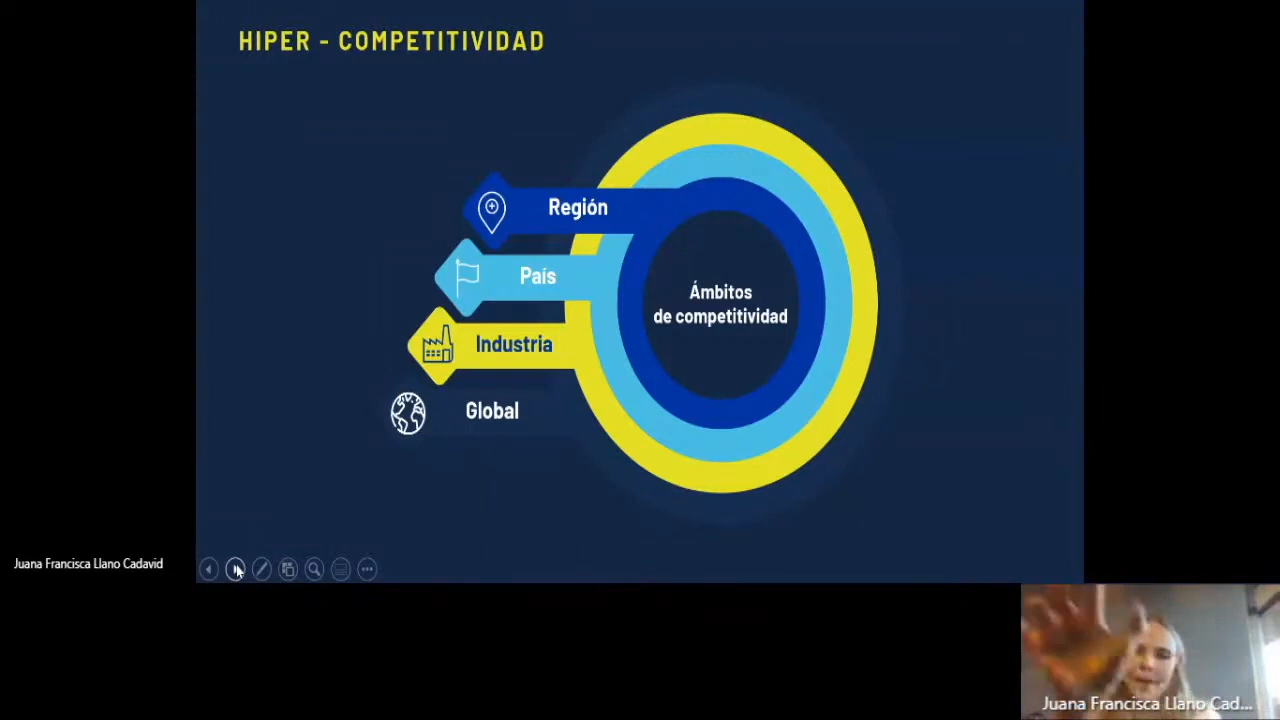 HIPER - COMPETITIVIDAD
Región
País
Industria
Global
Ámbitos
de competitividad
Juana Francisca Llano Cadavid
Juana Francisca Llano Cad...